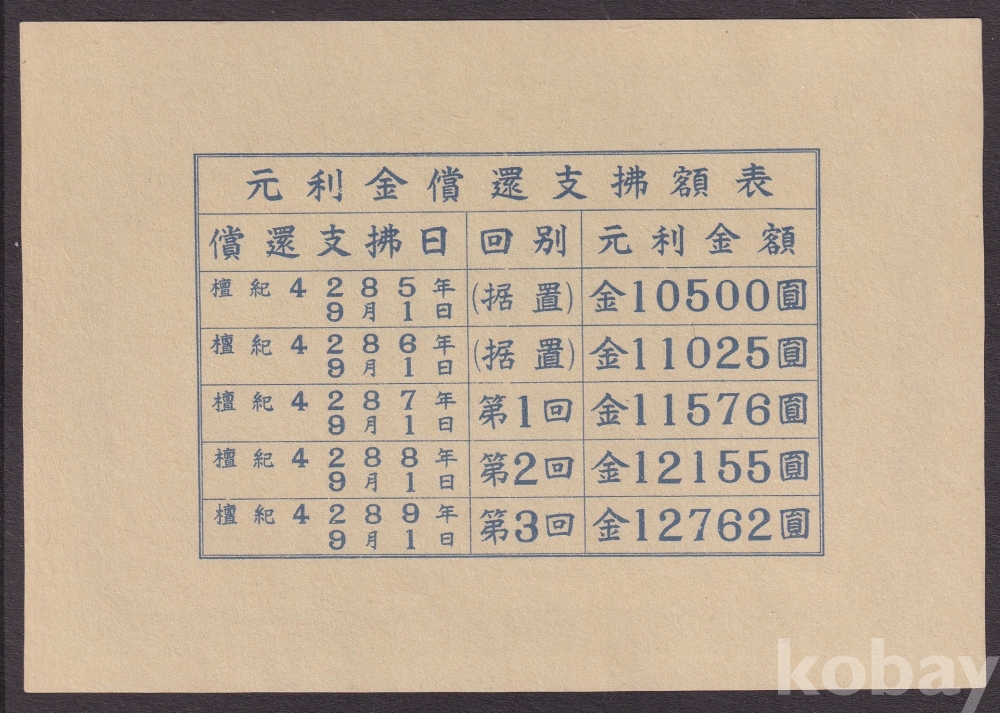 元利金償還支拂額表
償還支拂日 回別 元利金額
檀紀4285年9月1日 (据置) 金10500圓
檀紀4286年9月1日 (据置) 金11025圓
檀紀4287年9月1日 第1回 金11576圓
檀紀4288年9月1日 第2回 金12155圓
檀紀4289年9月1日 第3回 金12762圓
kobay